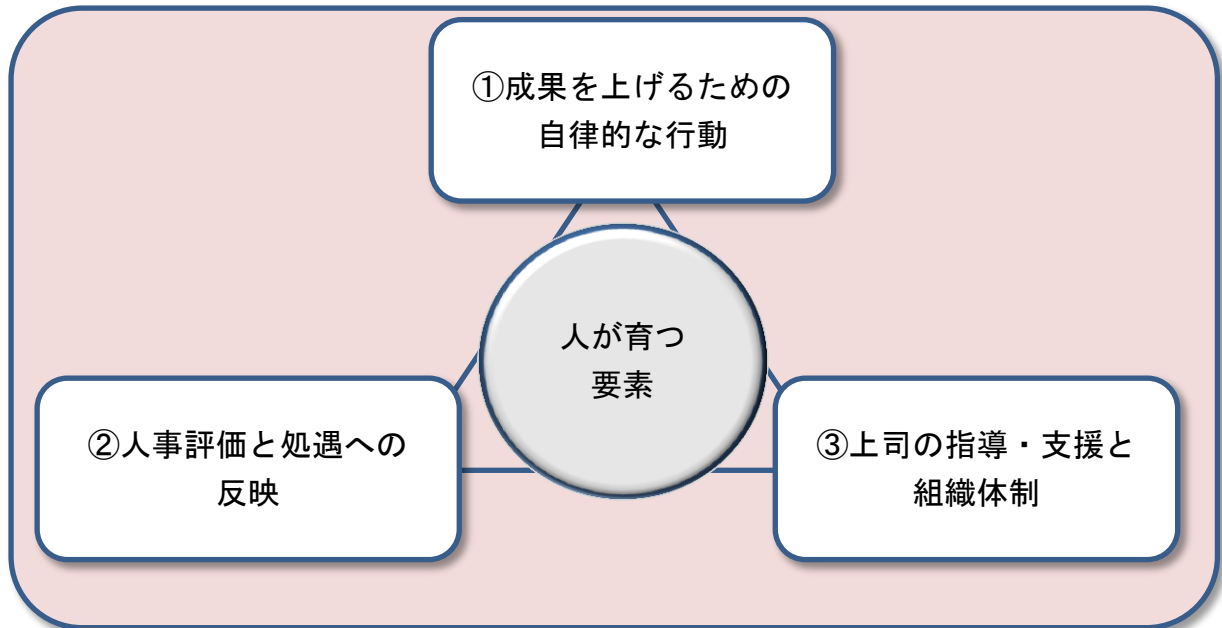 ①成果を上げるための
自律的な行動
人が育つ
要素
②人事評価と処遇への
反映
③上司の指導・支援と
組織体制